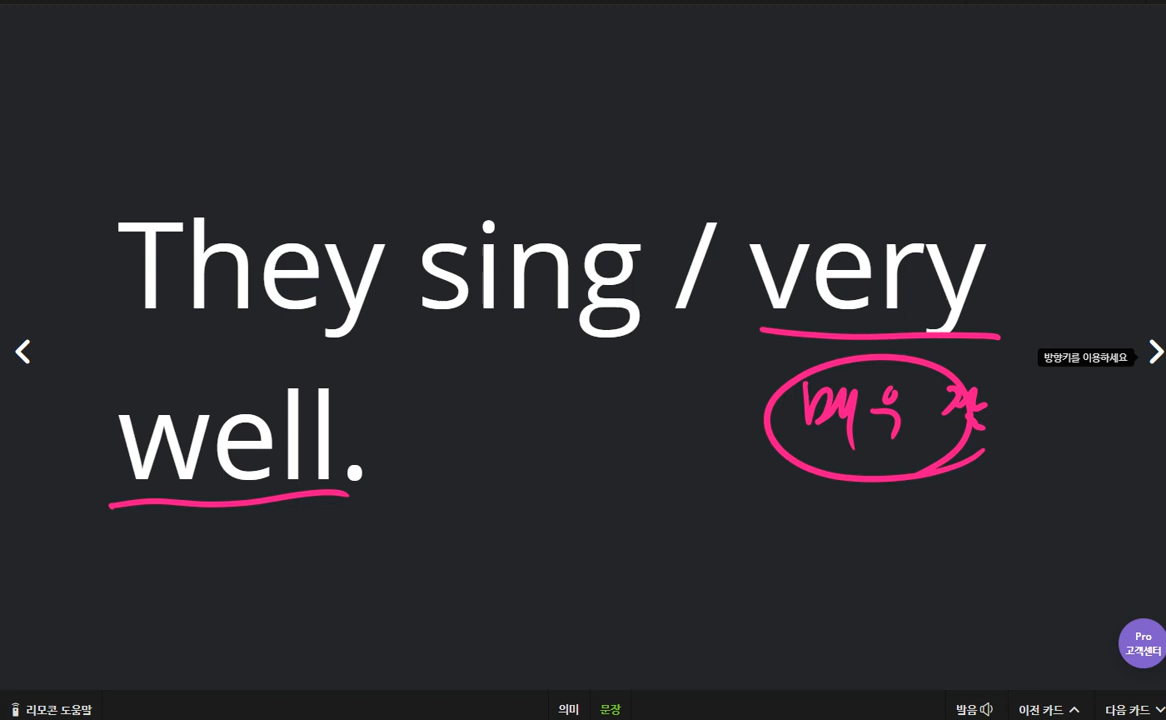 They sing / very
방향키를 이용하세요
매우 잘
well.
Pro
고객센터
리모콘 도움말 의미 문장 발음 이전 카드 다음 카드